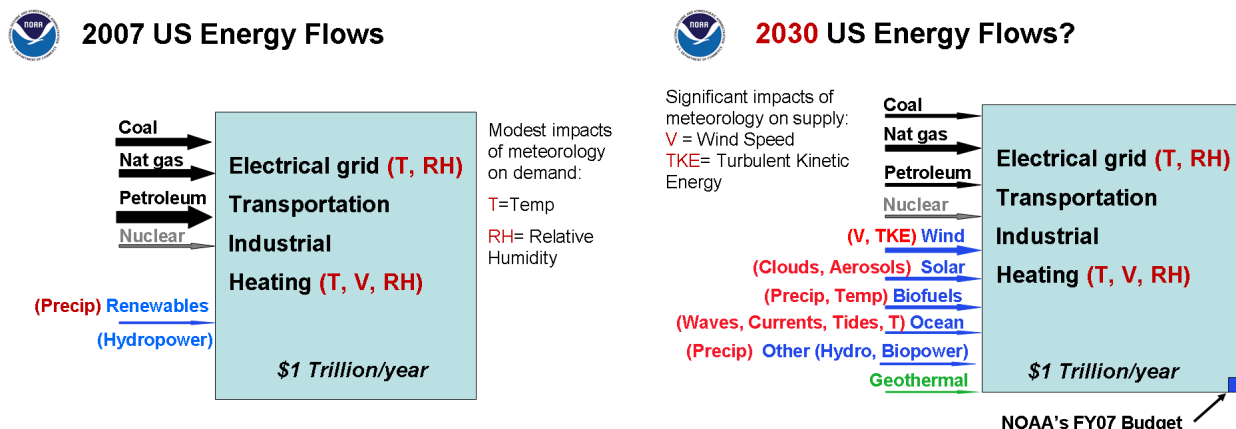 NOAA
2007 US Energy Flows
Coal
Nat gas
Petroleum
Nuclear
(Precip) Renewables
(Hydropower)
Electrical grid (T, RH)
Transportation
Industrial
Heating (T, V, RH)
$1 Trillion/year
Modest impacts
of meteorology
on demand:
T=Temp
RH= Relative
Humidity
NOAA
2030 US Energy Flows?
Significant impacts of
meteorology on supply:
V = Wind Speed
TKE= Turbulent Kinetic
Energy
Coal
Nat gas
Petroleum
Nuclear
(V, TKE) Wind
(Clouds, Aerosols) Solar
(Precip, Temp) Biofuels
(Waves, Currents, Tides, T) Ocean
(Precip) Other (Hydro, Biopower)
Geothermal
Electrical grid (T, RH)
Transportation
Industrial
Heating (T, V, RH)
$1 Trillion/year
NOAA's FY07 Budget